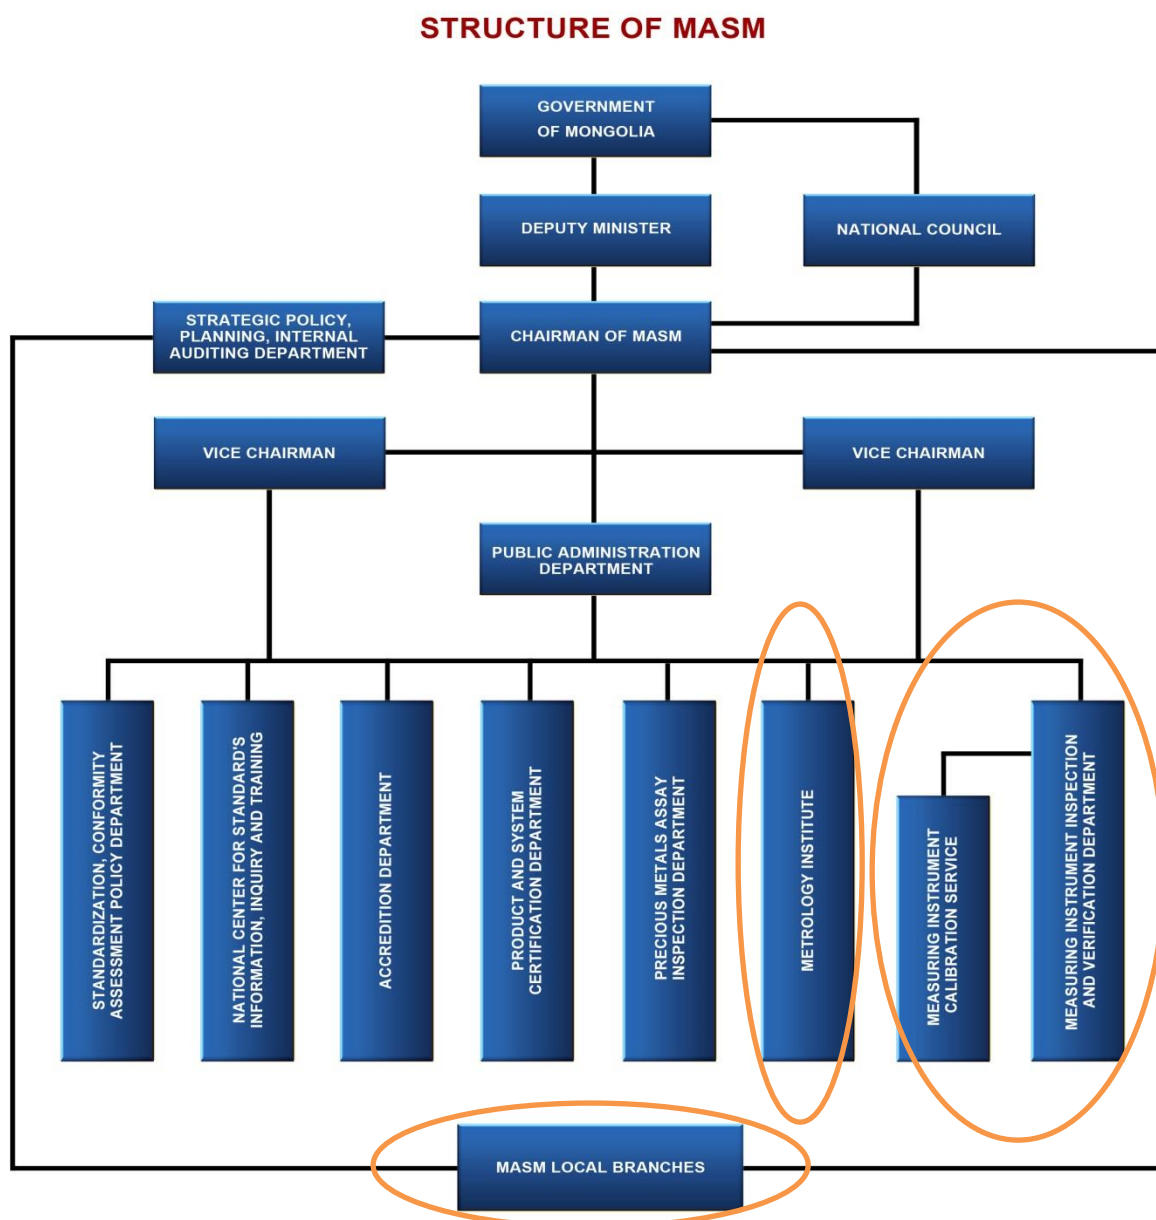 STRUCTURE OF MASM
GOVERNMENT
OF MONGOLIA
DEPUTY MINISTER
NATIONAL COUNCIL
STRATEGIC POLICY,
PLANNING, INTERNAL
AUDITING DEPARTMENT
CHAIRMAN OF MASM
VICE CHAIRMAN
VICE CHAIRMAN
PUBLIC ADMINISTRATION
DEPARTMENT
STANDARDIZATION, CONFORMITY
ASSESSMENT POLICY DEPARTMENT
NATIONAL CENTER FOR STANDARD'S
INFORMATION, INQUIRY AND TRAINING
ACCREDITION DEPARTMENT
PRODUCT AND SYSTEM
CERTIFICATION DEPARTMENT
PRECIOUS METALS ASSAY
INSPECTION DEPARTMENT
METROLOGY INSTITUTE
MEASURING INSTRUMENT
CALIBRATION SERVICE
MEASURING INSTRUMENT INSPECTION
AND VERIFICATION DEPARTMENT
MASM LOCAL BRANCHES